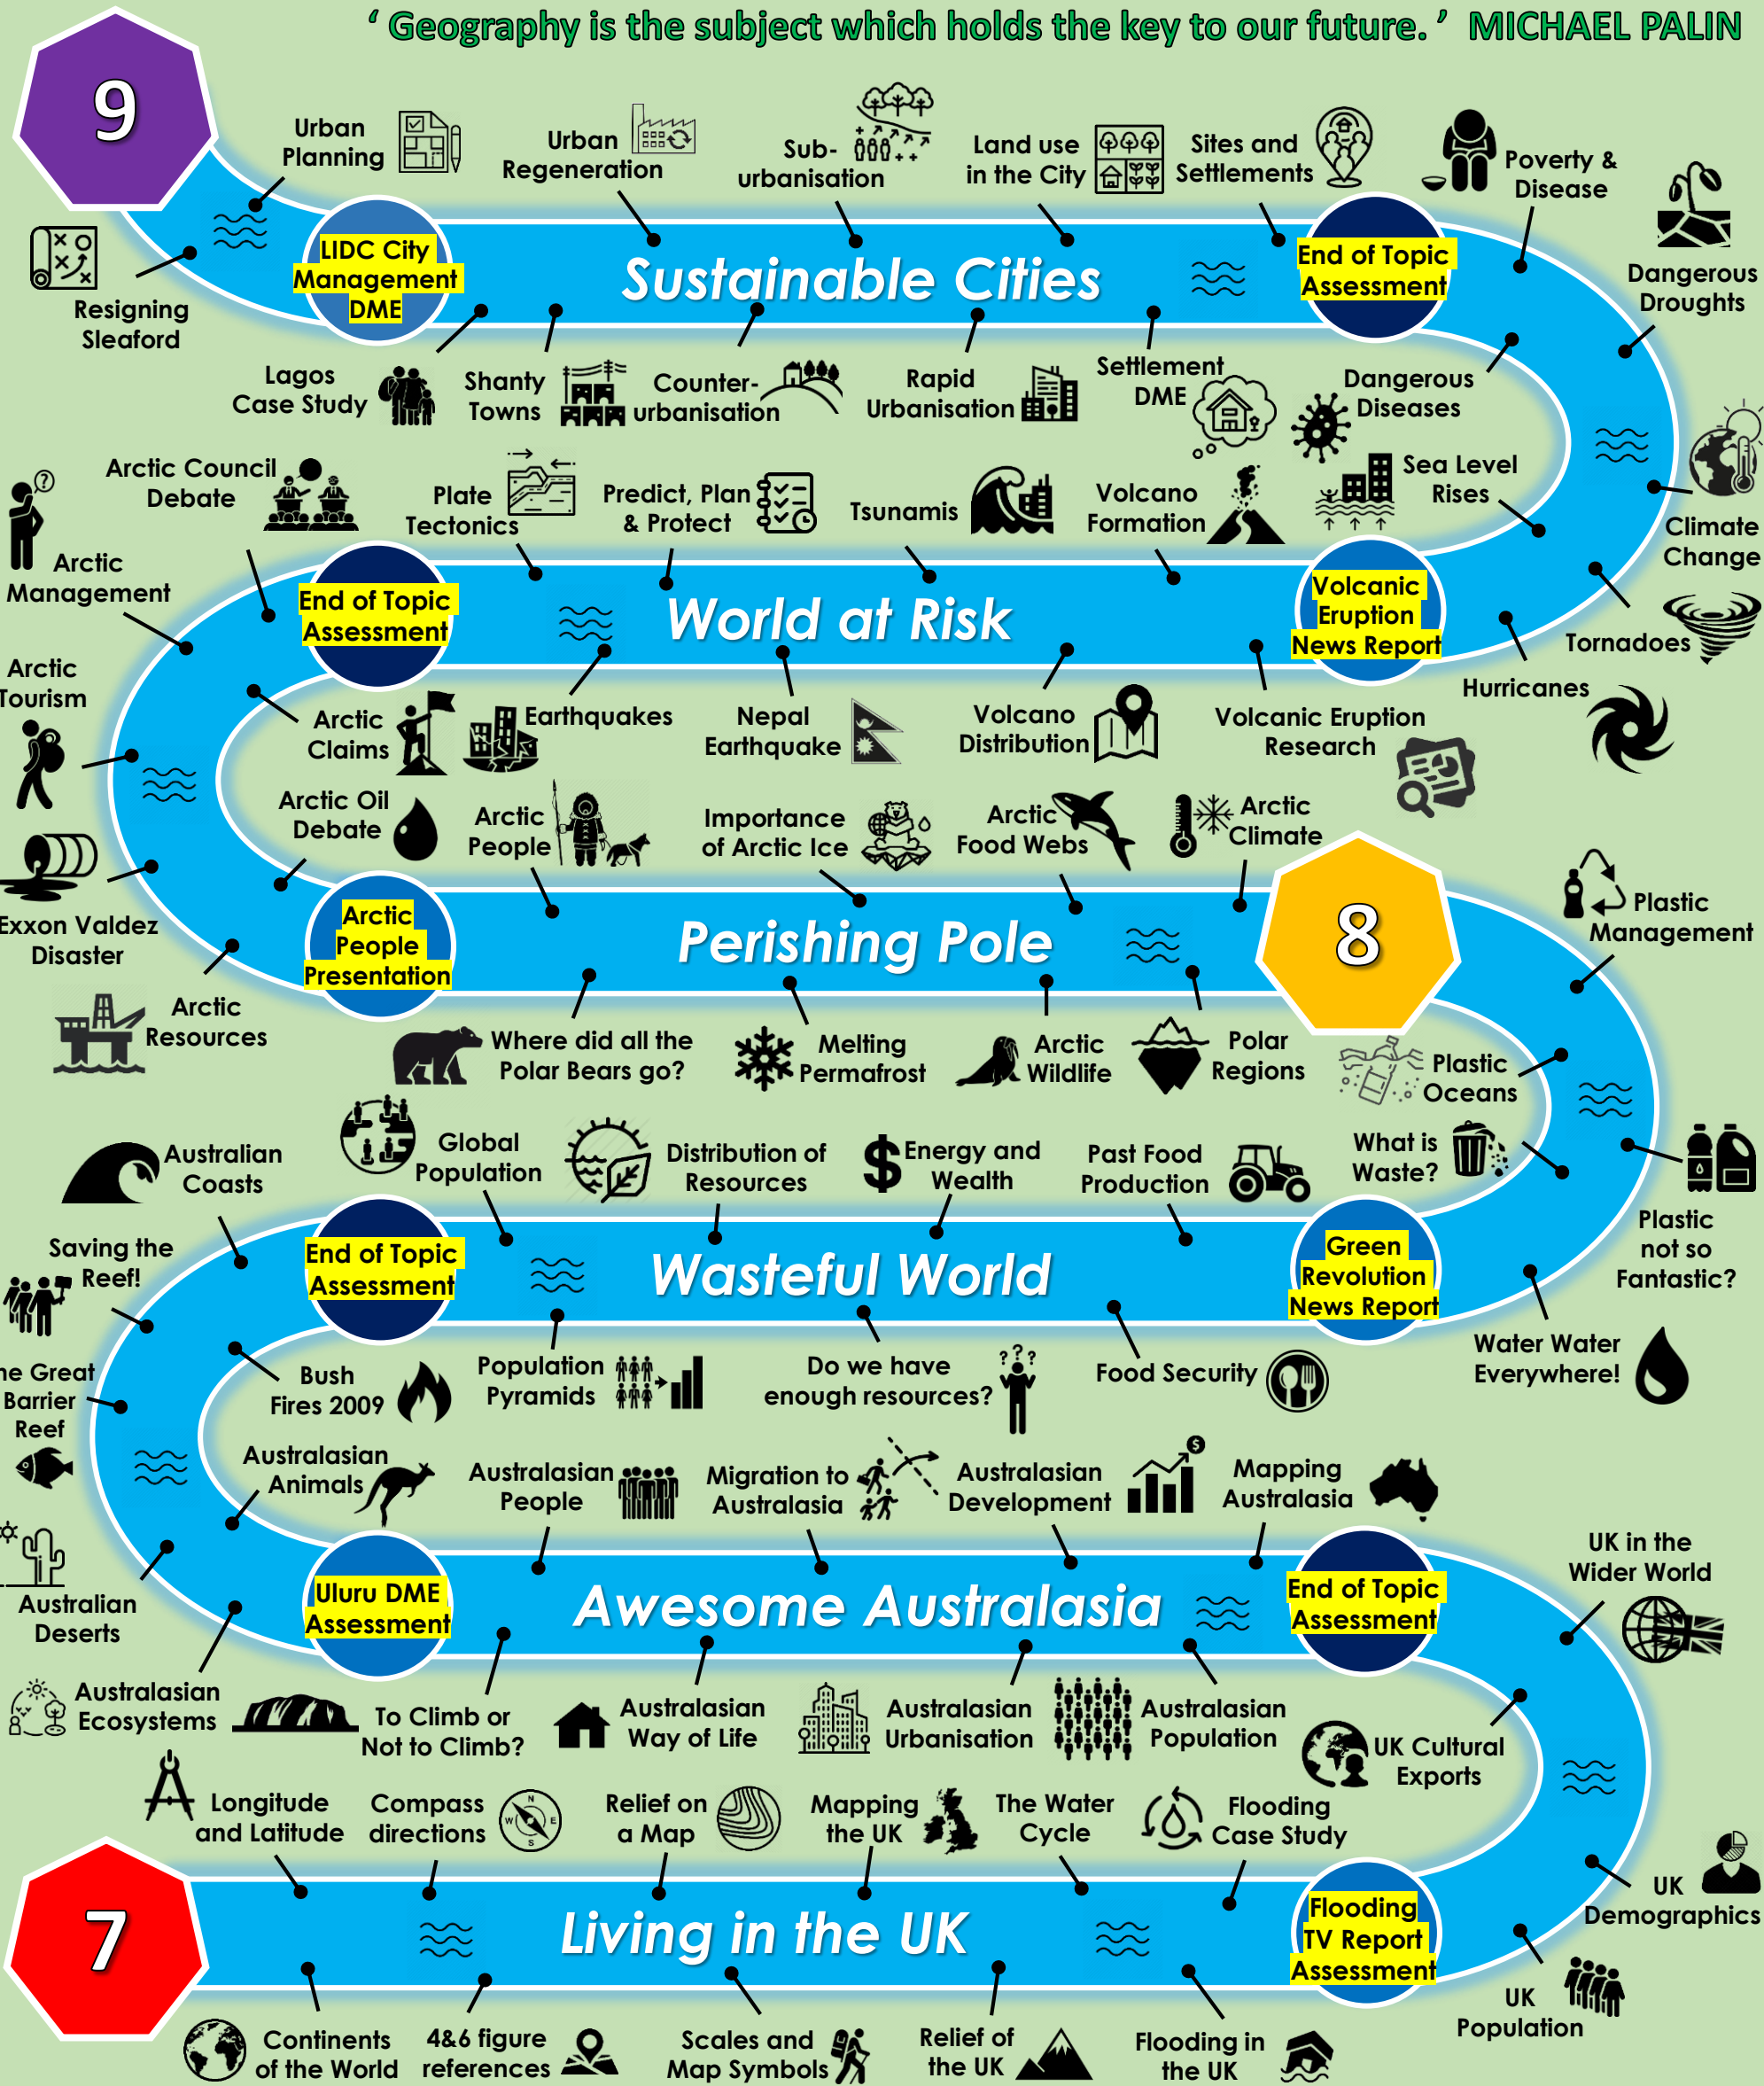 ‘ Geography is the subject which holds the key to our future. ’ MICHAEL PALIN
9
Urban
Planning
Urban
Regeneration
Sub-
urbanisation
Land use
in the City
Sites and
Settlements
Poverty &
Disease
Dangerous
Droughts
Resigning
Sleaford
LIDC City
Management
DME
Sustainable Cities
End of Topic
Assessment
Lagos
Case Study
Shanty
Towns
Counter-
urbanisation
Rapid
Urbanisation
Settlement
DME
Dangerous
Diseases
Climate
Change
Sea Level
Rises
Tornadoes
Hurricanes
Arctic Council
Debate
Plate
Tectonics
Predict, Plan
& Protect
Tsunamis
Volcano
Formation
Arctic
Management
End of Topic
Assessment
World at Risk
Volcanic
Eruption
News Report
Arctic
Tourism
Arctic
Claims
Earthquakes
Nepal
Earthquake
Volcano
Distribution
Volcanic Eruption
Research
Arctic Oil
Debate
Arctic
People
Importance
of Arctic Ice
Arctic
Food Webs
Arctic
Climate
Exxon Valdez
Disaster
Arctic
People
Presentation
Perishing Pole
8
Plastic
Management
Arctic
Resources
Where did all the
Polar Bears go?
Melting
Permafrost
Arctic
Wildlife
Polar
Regions
Plastic
Oceans
Australian
Coasts
Global
Population
Distribution of
Resources
$
Energy and
Wealth
Past Food
Production
What is
Waste?
Plastic
not so
Fantastic?
Saving the
Reef!
End of Topic
Assessment
Wasteful World
Green
Revolution
News Report
Water Water
Everywhere!
he Great
Barrier
Reef
Bush
Fires 2009
Population
Pyramids
Do we have
enough resources?
? ? ?
Food Security
Australasian
Animals
Australasian
People
Migration to
Australasia
Australasian
Development
$
Mapping
Australasia
UK in the
Wider World
Australian
Deserts
Uluru DME
Assessment
Awesome Australasia
End of Topic
Assessment
Australasian
Ecosystems
To Climb or
Not to Climb?
Australasian
Way of Life
Australasian
Urbanisation
Australasian
Population
UK Cultural
Exports
Longitude
and Latitude
Compass
directions
N
W E
S
Relief on
a Map
Mapping
the UK
The Water
Cycle
Flooding
Case Study
UK
Demographics
7
Living in the UK
Flooding
TV Report
Assessment
UK
Population
Continents
of the World
4&6 figure
references
Scales and
Map Symbols
Relief of
the UK
Flooding in
the UK